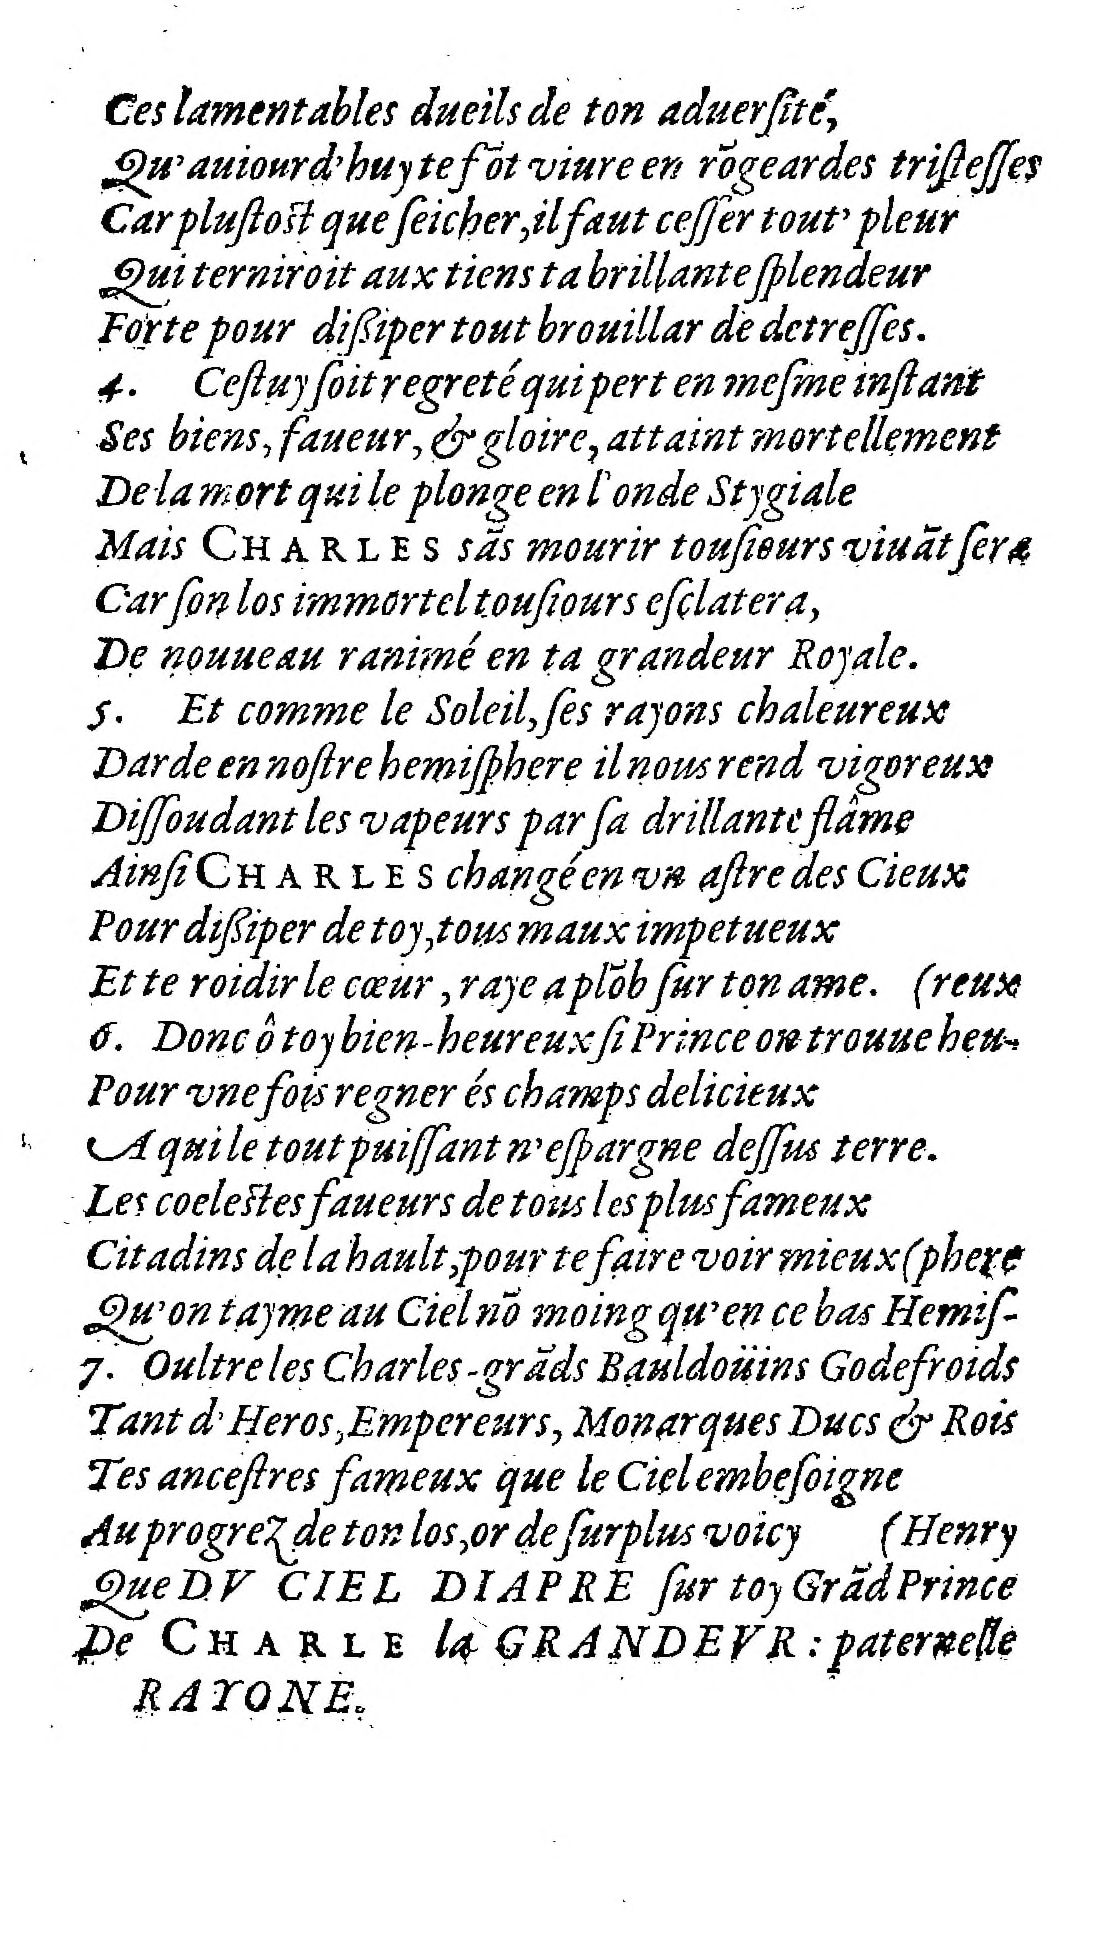 Ces lamentables dueils de ton aduerſité,
Qu'auiourd'huy te fōt viure en rōgeardes triſteſſes
Car pluſtoſt que ſeicher, il faut ceſſer tout' pleur
Qui terniroit aux tiens ta brillante ſplendeur
Forte pour diſſiper tout brouillar de detreſſes.
4. Ceſtuy ſoit regreté qui pert en meſme inſtant
Ses biens, faueur, & gloire, attaint mortellement
De la mort qui le plonge en l'onde Stygiale
Mais CHARLES sās mourir touſiours viuāt ſera
Car ſon los immortel touſiours eſclatera,
De nouueau ranimé en ta grandeur Royale.
5. Et comme le Soleil, ſes rayons chaleureux
Darde en noſtre hemiſphere il nous rend vigoreux
Diſſoudant les vapeurs par ſa drillante flâme
Ainſi CHARLES changé en vn aſtre des Cieux
Pour diſſiper de toy, tous maux impetueux
Et te roidir le cœur, raye a plōb ſur ton ame. (reux
6. Donc ô toy bien-heureux ſi Prince on trouue heu-
Pour vne fois regner és champs delicieux
A qui le tout puiſſant n'eſpargne deſſus terre.
Les coeleſtes faueurs de tous les plus fameux
Citadins de la hault, pour te faire voir mieux (phere
Qu'on t'ayme au Ciel nō moing qu'en ce bas Hemiſ-
7. Oultre les Charles-grāds Bauldoüins Godefroids
Tant d'Heros, Empereurs, Monarques Ducs & Rois
Tes anceſtres fameux que le Ciel embeſoigne
Au progrez de ton los, or de ſurplus voicy (Henry
Que DV CIEL DIAPRE ſur toy Grād Prince
De CHARLE la GRANDEVR : paternelle
RAYONE.